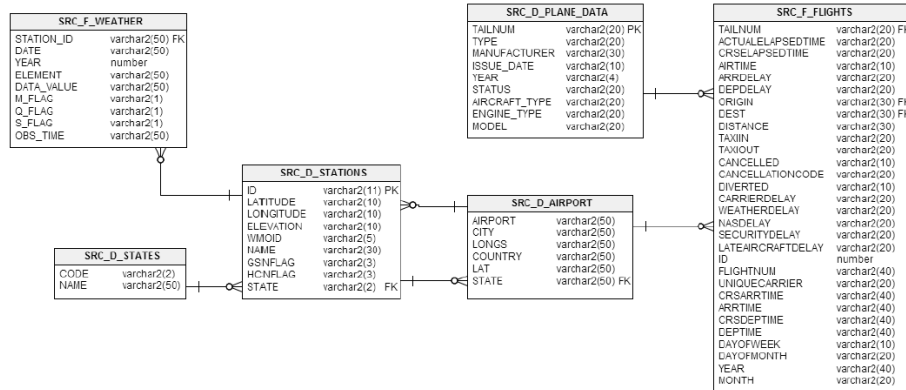 SRC_F_WEATHER
STATION_ID varchar2(50) FK
DATE varchar2(50)
YEAR number
ELEMENT varchar2(50)
DATA_VALUE varchar2(50)
M_FLAG varchar2(1)
Q_FLAG varchar2(1)
S_FLAG varchar2(1)
OBS_TIME varchar2(50)
SRC_D_STATES
CODE varchar2(2)
NAME varchar2(50)
SRC_D_STATIONS
ID varchar2(11) PK
LATITUDE varchar2(10)
LOINGITUDE varchar2(10)
ELEVATION varchar2(10)
WMOID varchar2(5)
NAME varchar2(30)
GSNFLAG varchar2(3)
HCNFLAG varchar2(3)
STATE varchar2(2) FK
SRC_D_PLANE_DATA
TAILNUM varchar2(20) PK
TYPE varchar2(20)
MANUFACTURER varchar2(30)
ISSUE_DATE varchar2(10)
YEAR varchar2(4)
STATUS varchar2(20)
AIRCRAFT_TYPE varchar2(20)
ENGINE_TYPE varchar2(20)
MODEL varchar2(20)
SRC_D_AIRPORT
AIRPORT varchar2(50)
CITY varchar2(50)
LONGS varchar2(50)
COUNTRY varchar2(50)
LAT varchar2(50)
STATE varchar2(50) FK
SRC_F_FLIGHTS
TAILNUM varchar2(20) FK
ACTUALELAPSEDTIME varchar2(20)
CRSELAPSEDTIME varchar2(20)
AIRTIME varchar2(10)
ARRDELAY varchar2(20)
DEPDELAY varchar2(20)
ORIGIN varchar2(30) FK
DEST varchar2(30) FK
DISTANCE varchar2(30)
TAXIIN varchar2(20)
TAXIOUT varchar2(20)
CANCELLED varchar2(10)
CANCELLATIONCODE varchar2(20)
DIVERTED varchar2(10)
CARRIERDELAY varchar2(20)
WEATHERDELAY varchar2(20)
NASDELAY varchar2(20)
SECURITYDELAY varchar2(20)
LATEAIRCRAFTDELAY varchar2(20)
ID number
FLIGHTNUM varchar2(40)
UNIQUECARRIER varchar2(20)
CRSARRTIME varchar2(40)
ARRTIME varchar2(40)
CRSDEPTIME varchar2(40)
DEPTIME varchar2(40)
DAYOFWEEK varchar2(10)
DAYOFMONTH varchar2(20)
YEAR varchar2(40)
MONTH varchar2(20)